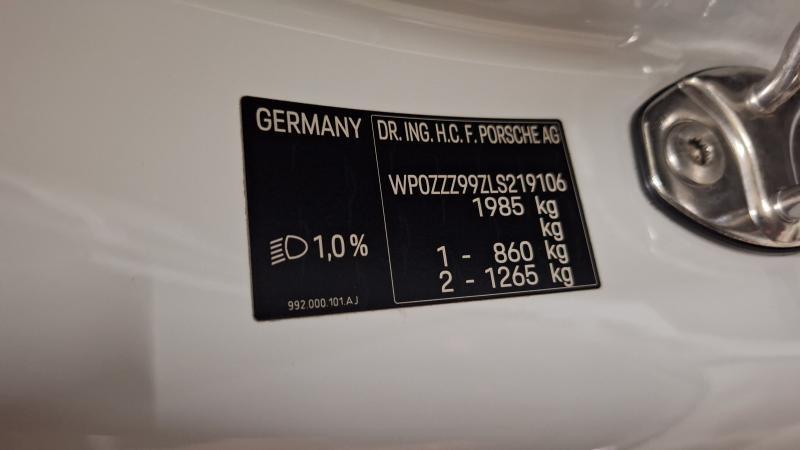 GERMANY
DR. ING. H.C. F. PORSCHE AG
WP0ZZZ99ZLS219106
1985 kg
kg
1 - 860 kg
2 - 1265 kg
1,0%
992.000.101.AJ